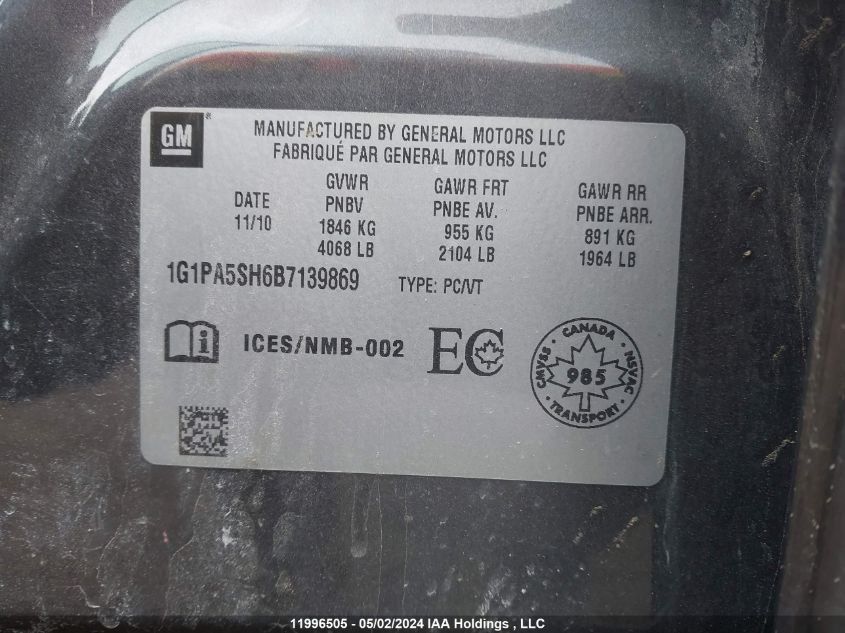 GM®
MANUFACTURED BY GENERAL MOTORS LLC
FABRIQUÉ PAR GENERAL MOTORS LLC
DATE
11/10
GVWR
PNBV
1846 KG
4068 LB
GAWR FRT
PNBE AV.
955 KG
2104 LB
GAWR RR
PNBE ARR.
891 KG
1964 LB
1G1PA5SH6B7139869 TYPE: PC/VT
i ICES/NMB-002 EC
CANADA
CMVSS 985 NSVAC
TRANSPORT
11996505 - 05/02/2024 IAA Holdings , LLC